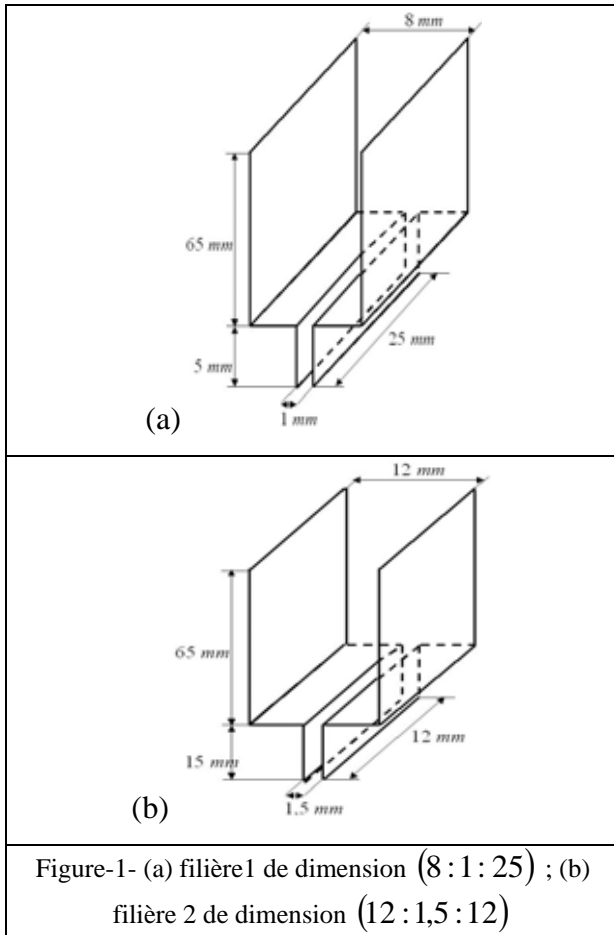 8 mm
65 mm
5 mm
25 mm
1 mm
(a)
12 mm
65 mm
15 mm
12 mm
1,5 mm
(b)
Figure-1- (a) filière1 de dimension (8 : 1 : 25) ; (b)
filière 2 de dimension (12 : 1,5 : 12)